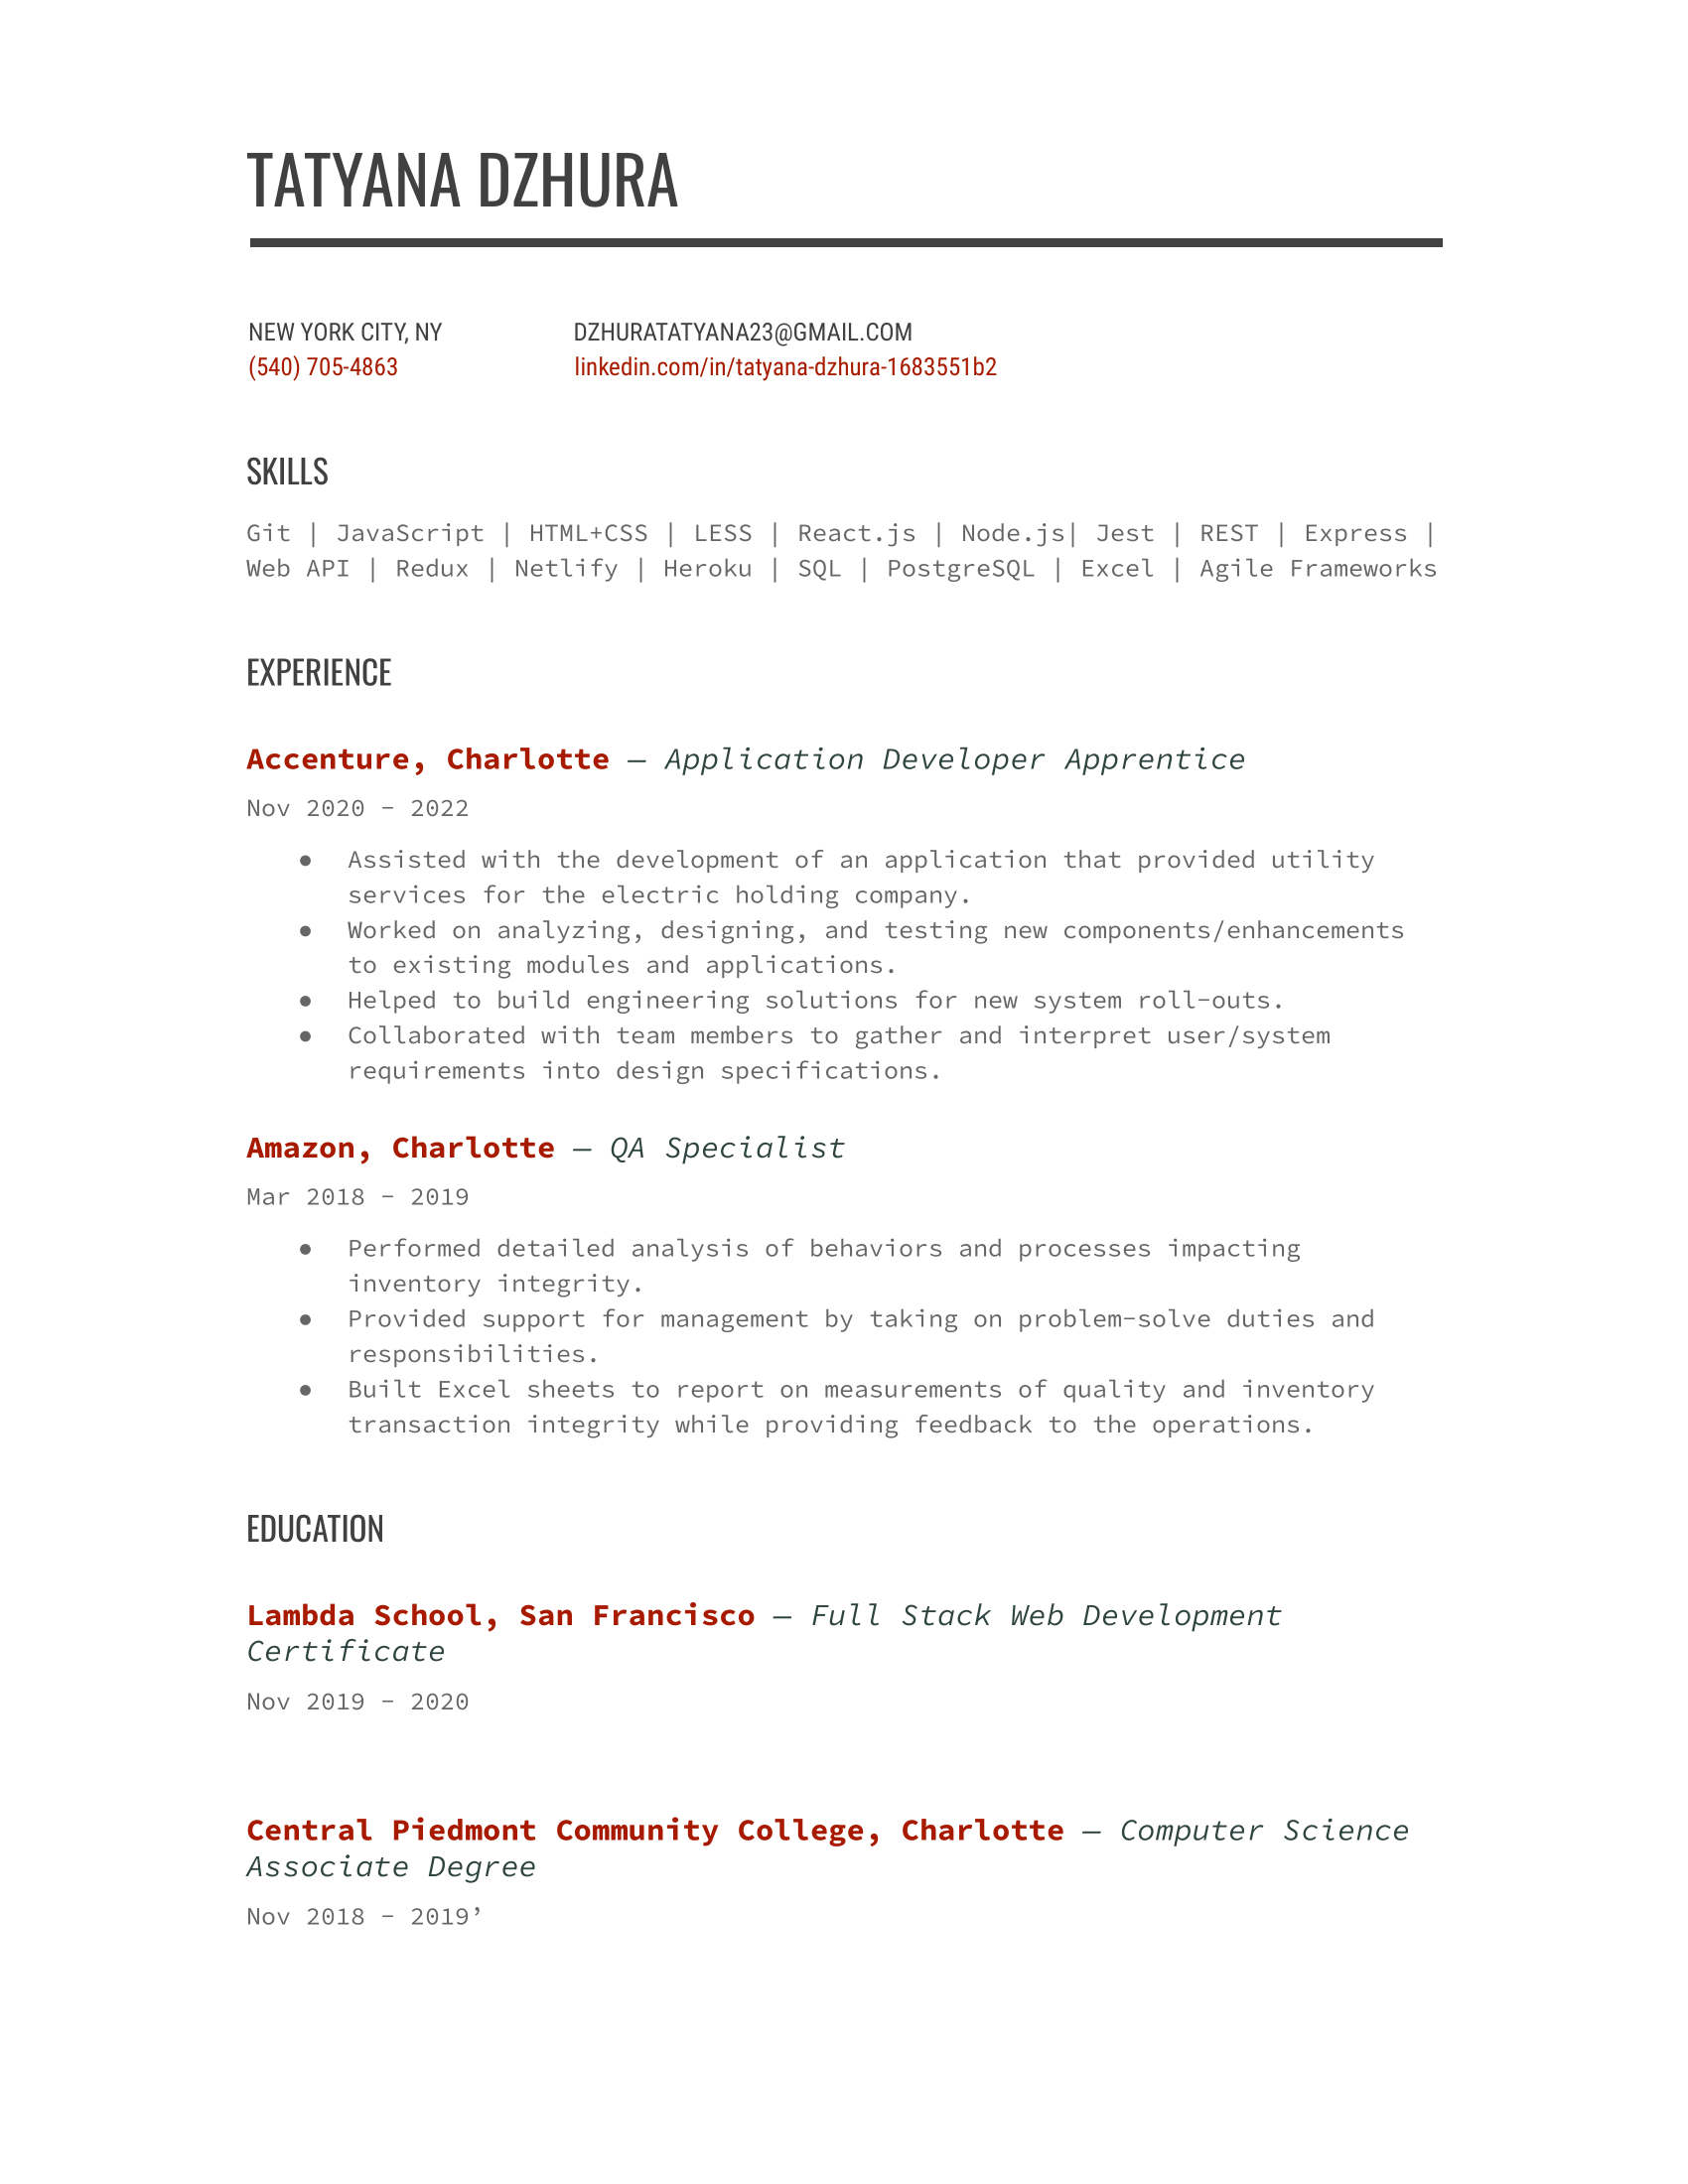 TATYANA DZHURA
NEW YORK CITY, NY
(540) 705-4863
DZHURATATYANA23@GMAIL.COM
linkedin.com/in/tatyana-dzhura-1683551b2
SKILLS
Git | JavaScript | HTML+CSS | LESS | React.js | Node.js| Jest | REST | Express |
Web API | Redux | Netlify | Heroku | SQL | PostgreSQL | Excel | Agile Frameworks
EXPERIENCE
Accenture, Charlotte — Application Developer Apprentice
Nov 2020 - 2022
● Assisted with the development of an application that provided utility
services for the electric holding company.
● Worked on analyzing, designing, and testing new components/enhancements
to existing modules and applications.
● Helped to build engineering solutions for new system roll-outs.
● Collaborated with team members to gather and interpret user/system
requirements into design specifications.
Amazon, Charlotte — QA Specialist
Mar 2018 - 2019
● Performed detailed analysis of behaviors and processes impacting
inventory integrity.
● Provided support for management by taking on problem-solve duties and
responsibilities.
● Built Excel sheets to report on measurements of quality and inventory
transaction integrity while providing feedback to the operations.
EDUCATION
Lambda School, San Francisco — Full Stack Web Development
Certificate
Nov 2019 - 2020
Central Piedmont Community College, Charlotte — Computer Science
Associate Degree
Nov 2018 - 2019’